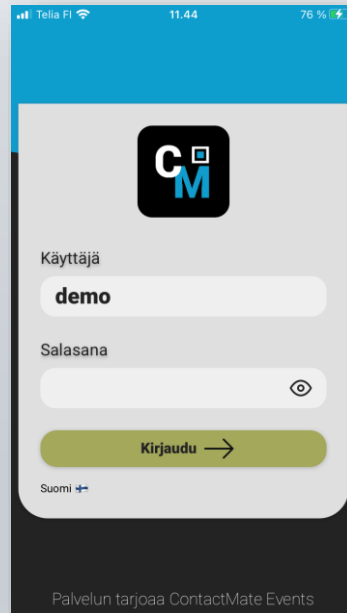 Telia FI 11.44 76 %
CM
Käyttäjä
demo
Salasana
Kirjaudu
Suomi
Palvelun tarjoaa ContactMate Events